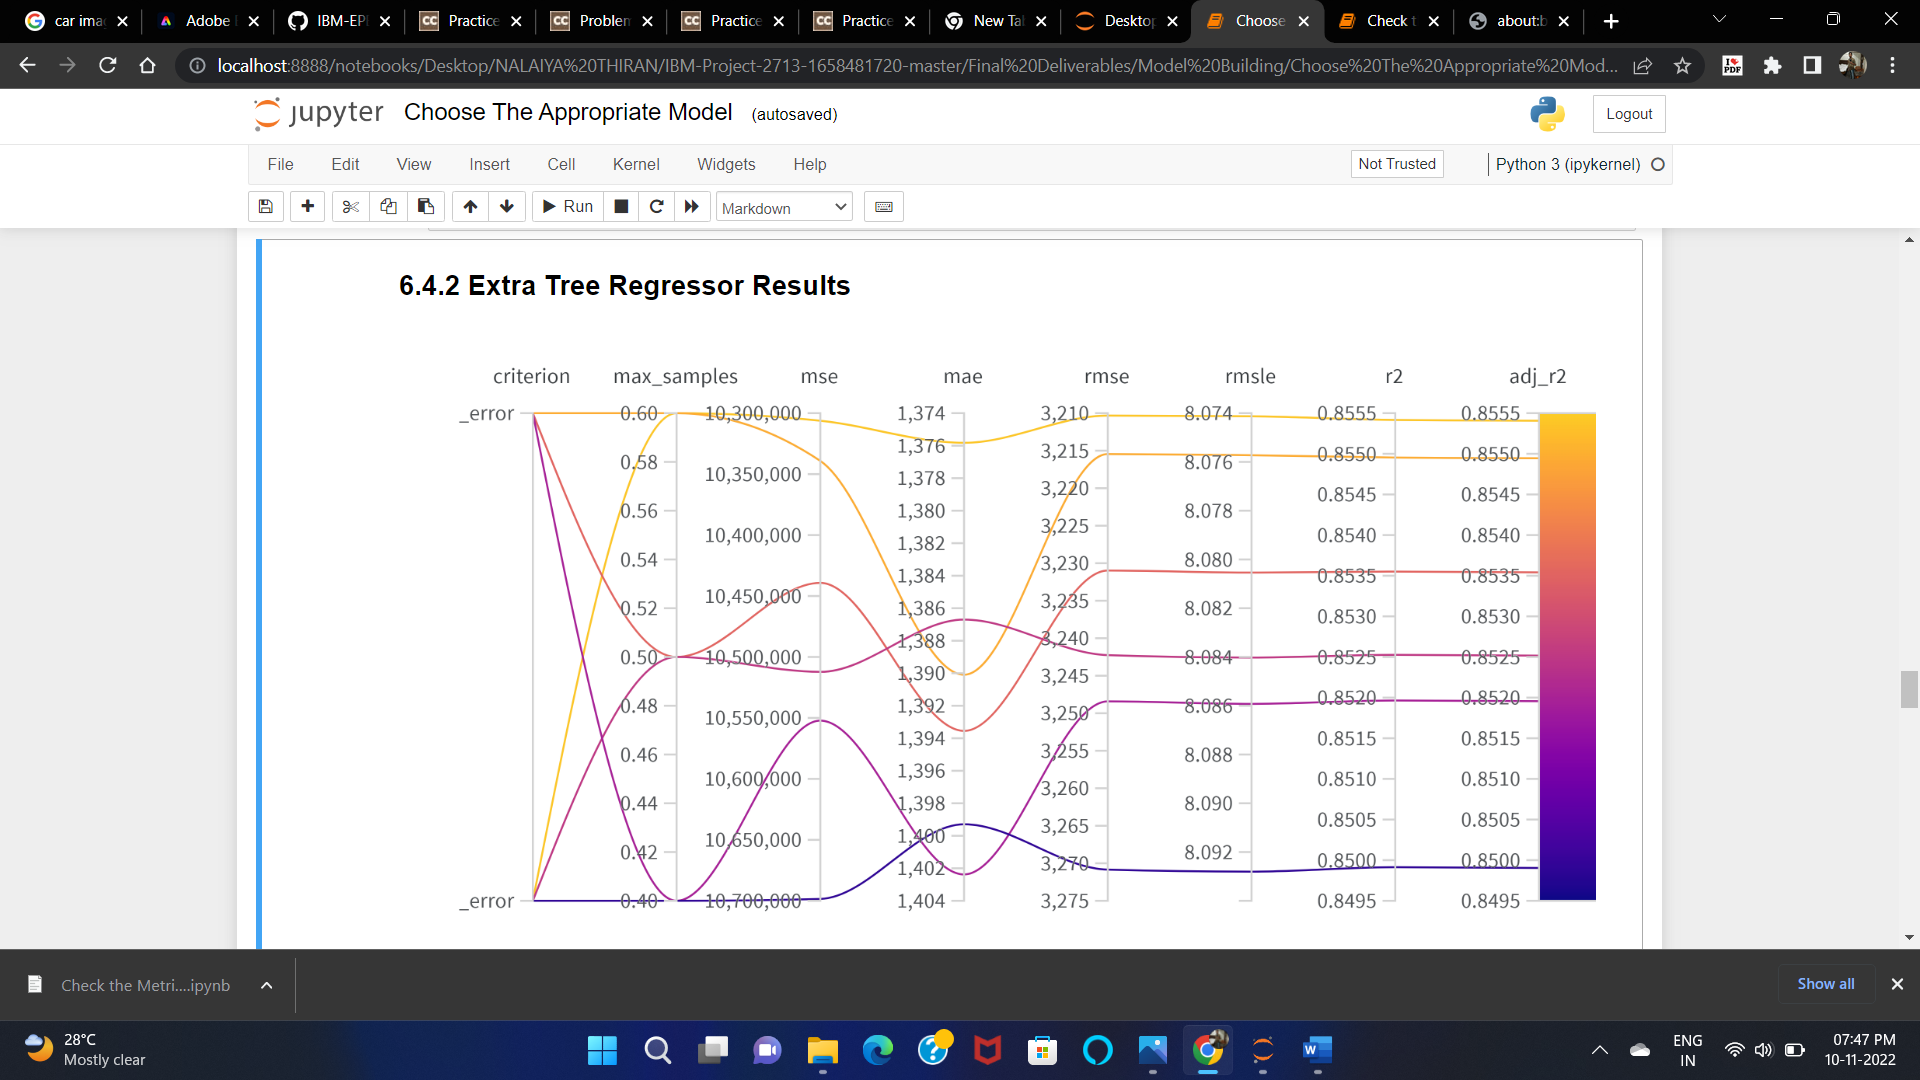 car ima
Adobe
IBM-EPI
Practice
Problem
Practice
Practice
New Ta
Desktop
Choose
Check t
about:b
localhost:8888/notebooks/Desktop/NALAIYA%20THIRAN/IBM-Project-2713-1658481720-master/Final%20Deliverables/Model%20Building/Choose%20The%20Appropriate%20Mod...
jupyter Choose The Appropriate Model (autosaved)
Logout
File Edit View Insert Cell Kernel Widgets Help
Not Trusted
Python 3 (ipykernel)
Run
Markdown
6.4.2 Extra Tree Regressor Results
criterion max_samples mse mae rmse rmsle r2 adj_r2
_error
_error
0.60
0.58
0.56
0.54
0.52
0.50
0.48
0.46
0.44
0.42
0.40
10,300,000
10,350,000
10,400,000
10,450,000
10,500,000
10,550,000
10,600,000
10,650,000
10,700,000
1,374
1,376
1,378
1,380
1,382
1,384
1,386
1,388
1,390
1,392
1,394
1,396
1,398
1,400
1,402
1,404
3,210
3,215
3,220
3,225
3,230
3,235
3,240
3,245
3,250
3,255
3,260
3,265
3,270
3,275
8.074
8.076
8.078
8.080
8.082
8.084
8.086
8.088
8.090
8.092
0.8555
0.8550
0.8545
0.8540
0.8535
0.8530
0.8525
0.8520
0.8515
0.8510
0.8505
0.8500
0.8495
0.8555
0.8550
0.8545
0.8540
0.8535
0.8530
0.8525
0.8520
0.8515
0.8510
0.8505
0.8500
0.8495
Check the Metri....ipynb
Show all
28°C
Mostly clear
ENG
IN
07:47 PM
10-11-2022